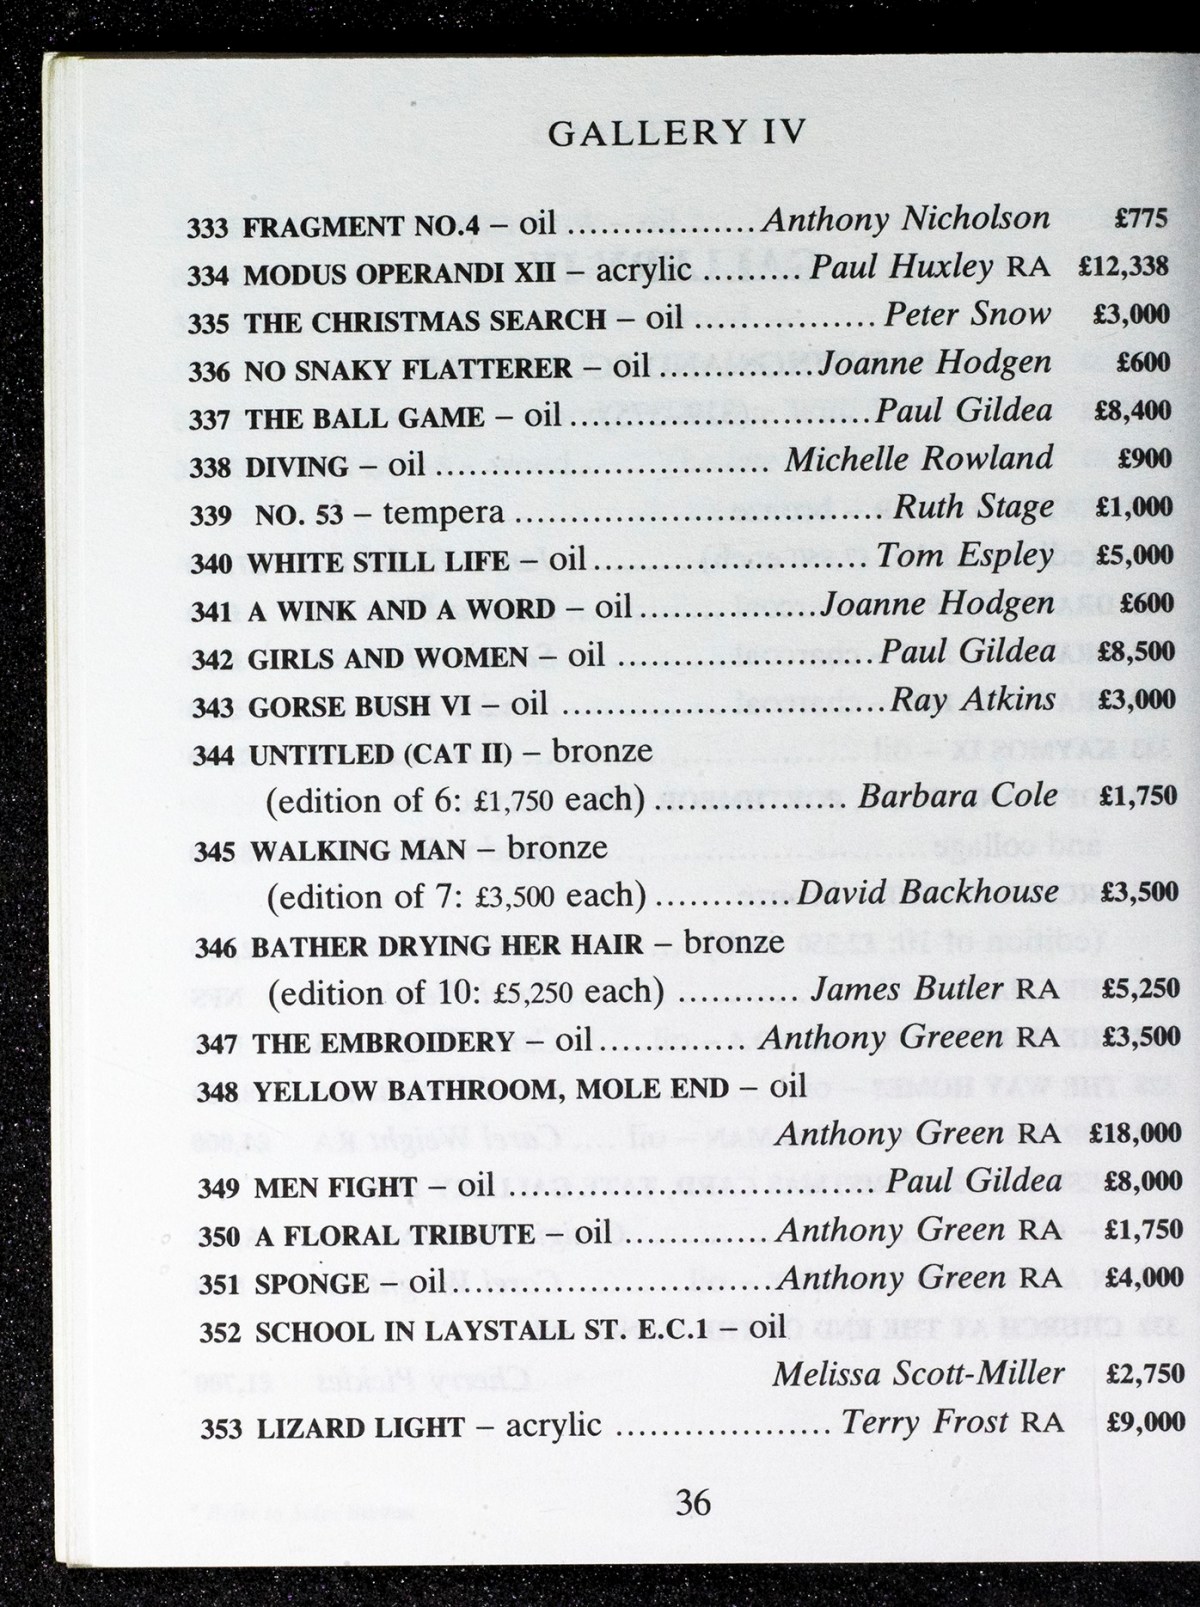 GALLERY IV
333 FRAGMENT NO.4 – oil .................Anthony Nicholson £775
334 MODUS OPERANDI XII – acrylic ......... Paul Huxley RA £12,338
335 THE CHRISTMAS SEARCH – oil ................ Peter Snow £3,000
336 NO SNAKY FLATTERER – oil ..............Joanne Hodgen £600
337 THE BALL GAME – oil ...........................Paul Gildea £8,400
338 DIVING – oil ................................. Michelle Rowland £900
339 NO. 53 – tempera .................................... Ruth Stage £1,000
340 WHITE STILL LIFE – oil........................... Tom Espley £5,000
341 A WINK AND A WORD – oil..................Joanne Hodgen £600
342 GIRLS AND WOMEN – oil .........................Paul Gildea £8,500
343 GORSE BUSH VI – oil ................................Ray Atkins £3,000
344 UNTITLED (CAT II) – bronze
(edition of 6: £1,750 each) ................... Barbara Cole £1,750
345 WALKING MAN – bronze
(edition of 7: £3,500 each) .............David Backhouse £3,500
346 BATHER DRYING HER HAIR – bronze
(edition of 10: £5,250 each) ........... James Butler RA £5,250
347 THE EMBROIDERY – oil............. Anthony Greeen RA £3,500
348 YELLOW BATHROOM, MOLE END – oil
Anthony Green RA £18,000
349 MEN FIGHT – oil .................................... Paul Gildea £8,000
350 A FLORAL TRIBUTE – oil .............Anthony Green RA £1,750
351 SPONGE – oil...............................Anthony Green RA £4,000
352 SCHOOL IN LAYSTALL ST. E.C.1 – oil
Melissa Scott-Miller £2,750
353 LIZARD LIGHT – acrylic ..................... Terry Frost RA £9,000
36